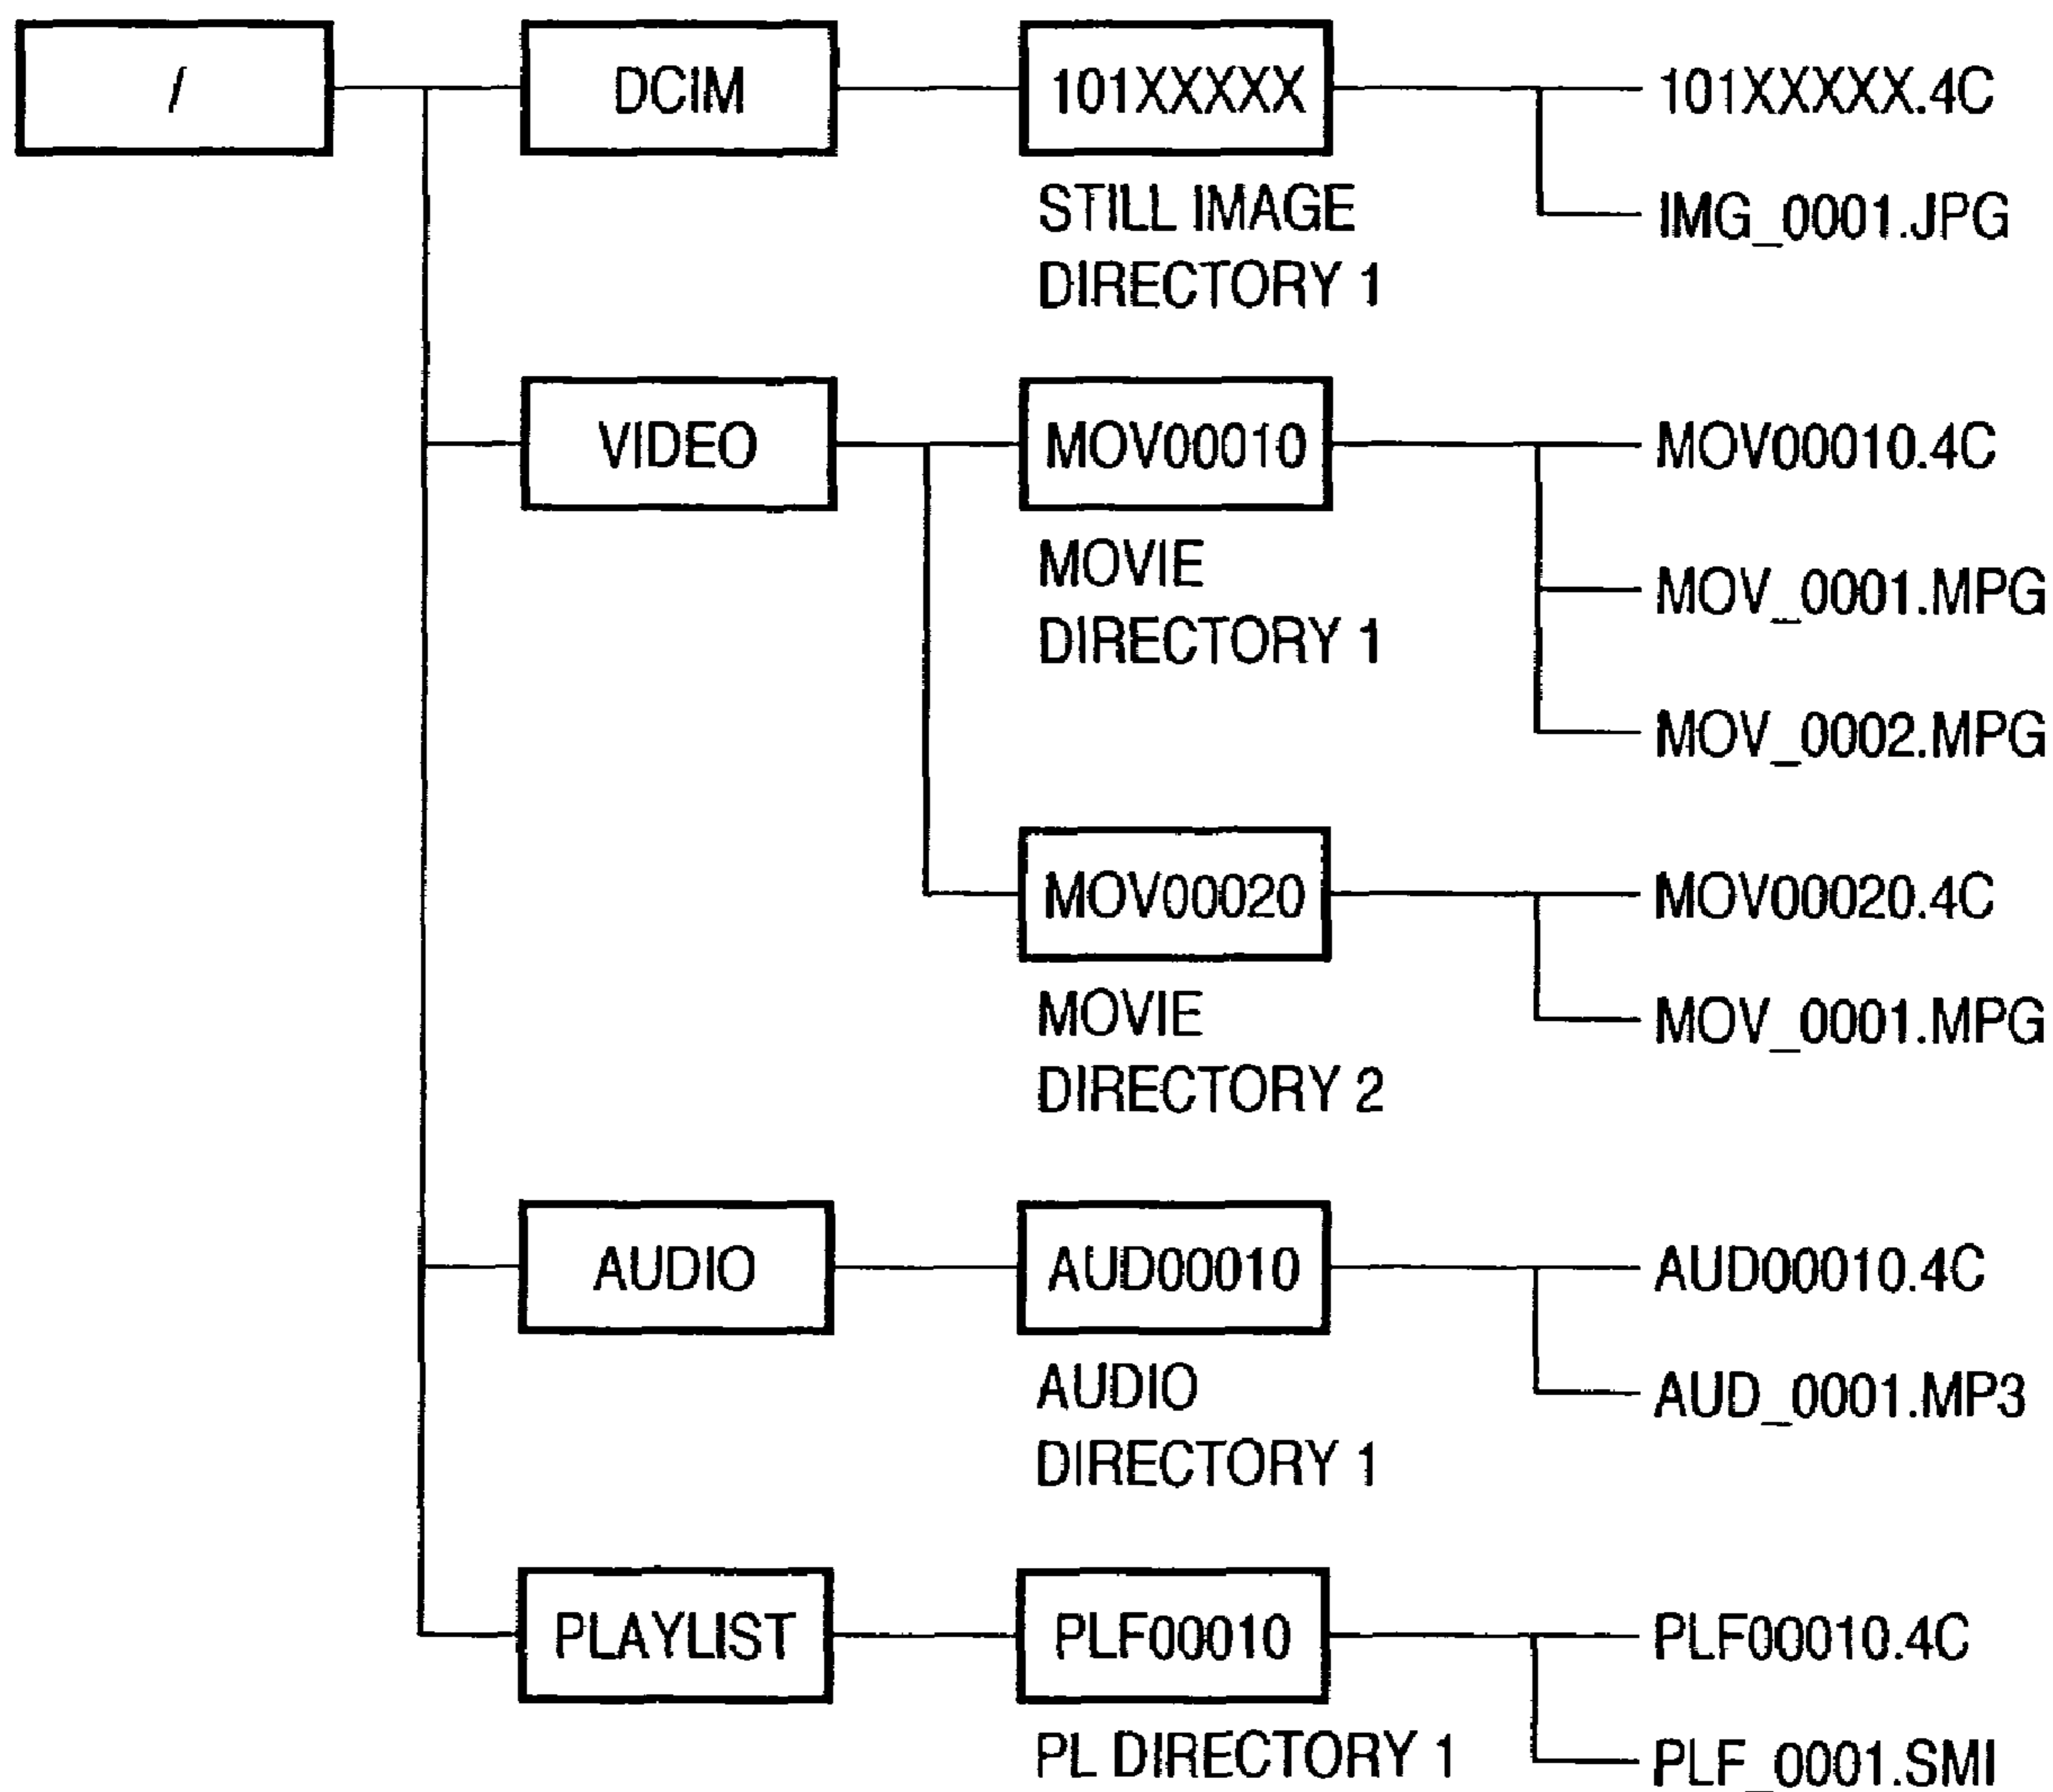 /
DCIM
101XXXXX
101XXXXX.4C
STILL IMAGE
DIRECTORY 1
IMG_0001.JPG
VIDEO
MOV00010
MOV00010.4C
MOVIE
DIRECTORY 1
MOV_0001.MPG
MOV_0002.MPG
MOV00020
MOV00020.4C
MOVIE
DIRECTORY 2
MOV_0001.MPG
AUDIO
AUD00010
AUD00010.4C
AUDIO
DIRECTORY 1
AUD_0001.MP3
PLAYLIST
PLF00010
PLF00010.4C
PL DIRECTORY 1
PLF_0001.SMI